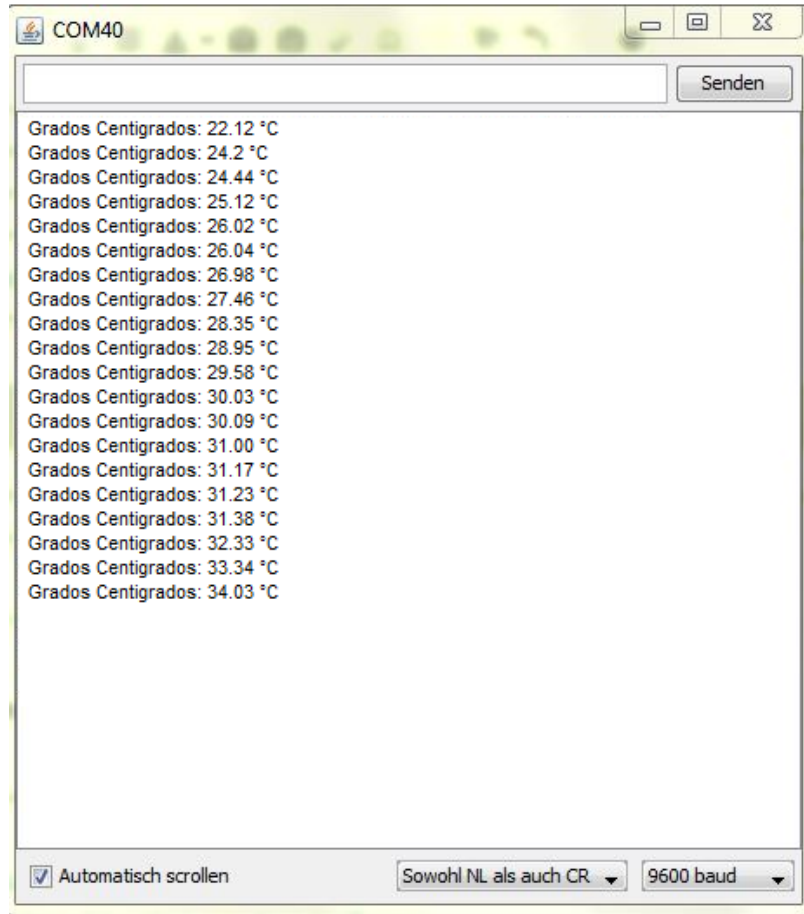 COM40
Senden
Grados Centigrados: 22.12 °C
Grados Centigrados: 24.2 °C
Grados Centigrados: 24.44 °C
Grados Centigrados: 25.12 °C
Grados Centigrados: 26.02 °C
Grados Centigrados: 26.04 °C
Grados Centigrados: 26.98 °C
Grados Centigrados: 27.46 °C
Grados Centigrados: 28.35 °C
Grados Centigrados: 28.95 °C
Grados Centigrados: 29.58 °C
Grados Centigrados: 30.03 °C
Grados Centigrados: 30.09 °C
Grados Centigrados: 31.00 °C
Grados Centigrados: 31.17 °C
Grados Centigrados: 31.23 °C
Grados Centigrados: 31.38 °C
Grados Centigrados: 32.33 °C
Grados Centigrados: 33.34 °C
Grados Centigrados: 34.03 °C
Automatisch scrollen Sowohl NL als auch CR 9600 baud